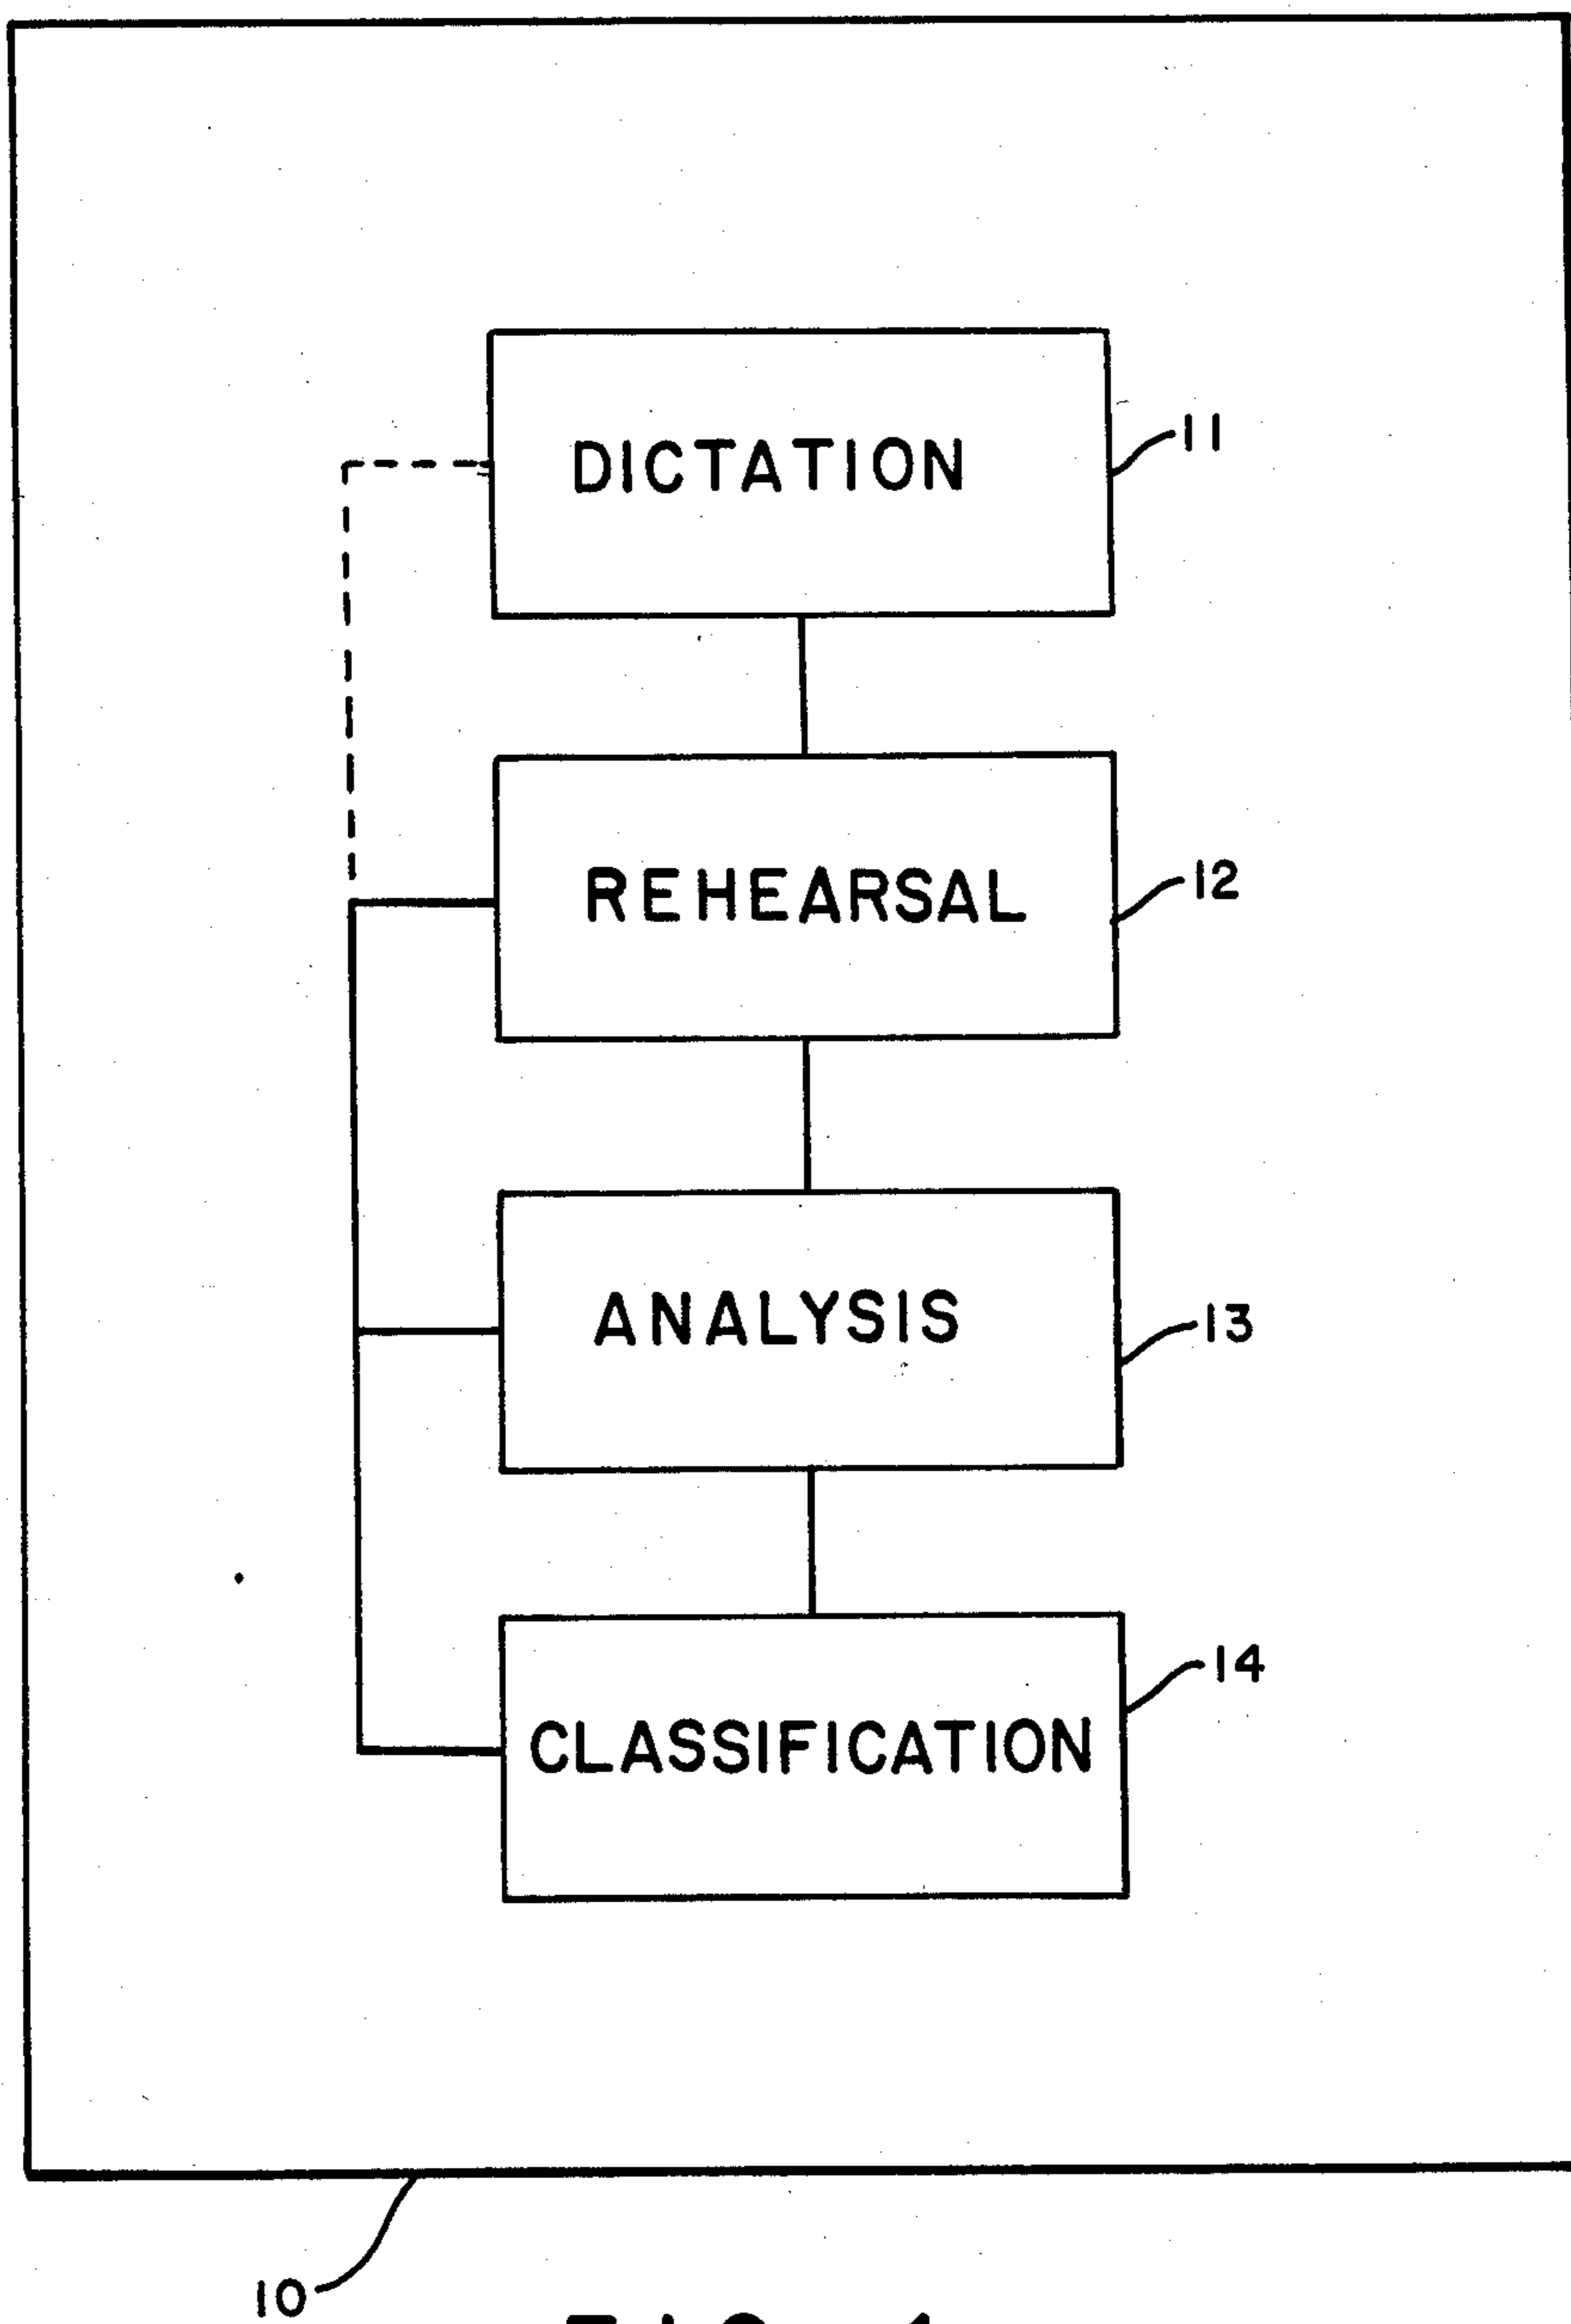 DICTATION
11
REHEARSAL
12
ANALYSIS
13
CLASSIFICATION
14
10